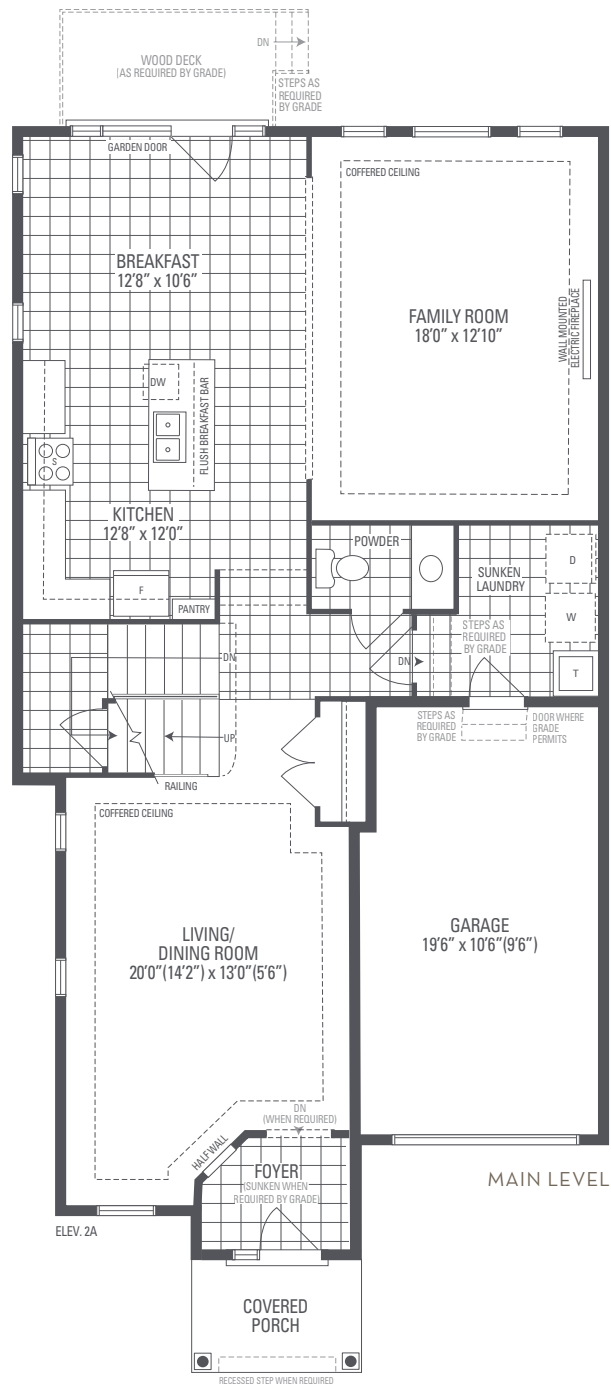 DN
WOOD DECK
(AS REQUIRED BY GRADE)
STEPS AS
REQUIRED
BY GRADE
GARDEN DOOR
COFFERED CEILING
BREAKFAST
12'8" x 10'6"
FAMILY ROOM
18'0" x 12'10"
WALL MOUNTED
ELECTRIC FIREPLACE
DW
FLUSH BREAKFAST BAR
S
KITCHEN
12'8" x 12'0"
POWDER
F
PANTRY
SUNKEN
LAUNDRY
D
W
T
STEPS AS
REQUIRED
BY GRADE
DN
DN
UP
RAILING
STEPS AS
REQUIRED
BY GRADE
DOOR WHERE
GRADE
PERMITS
COFFERED CEILING
LIVING/
DINING ROOM
20'0"(14'2") x 13'0"(5'6")
GARAGE
19'6" x 10'6"(9'6")
DN
(WHEN REQUIRED)
HALF WALL
FOYER
(SUNKEN WHEN
REQUIRED BY GRADE)
MAIN LEVEL
ELEV. 2A
COVERED
PORCH
RECESSED STEP WHEN REQUIRED